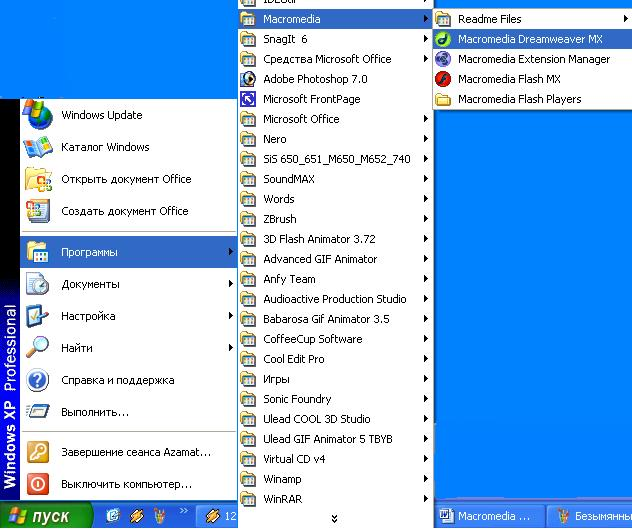 IDEUtil
Macromedia
SnagIt 6
Средства Microsoft Office
Adobe Photoshop 7.0
Microsoft FrontPage
Microsoft Office
Nero
SiS 650_651_M650_M652_740
SoundMAX
Words
ZBrush
3D Flash Animator 3.72
Advanced GIF Animator
Anfy Team
Audioactive Production Studio
Babarosa Gif Animator 3.5
CoffeeCup Software
Cool Edit Pro
Игры
Sonic Foundry
Ulead COOL 3D Studio
Ulead GIF Animator 5 TBYB
Virtual CD v4
Winamp
WinRAR
Readme Files
Macromedia Dreamweaver MX
Macromedia Extension Manager
Macromedia Flash MX
Macromedia Flash Players
Windows Update
Каталог Windows
Открыть документ Office
Создать документ Office
Программы
Документы
Настройка
Найти
Справка и поддержка
Выполнить...
Завершение сеанса Azamat...
Выключить компьютер...
Windows XP Professional
пуск
12
Macromedia ...
Безымянны